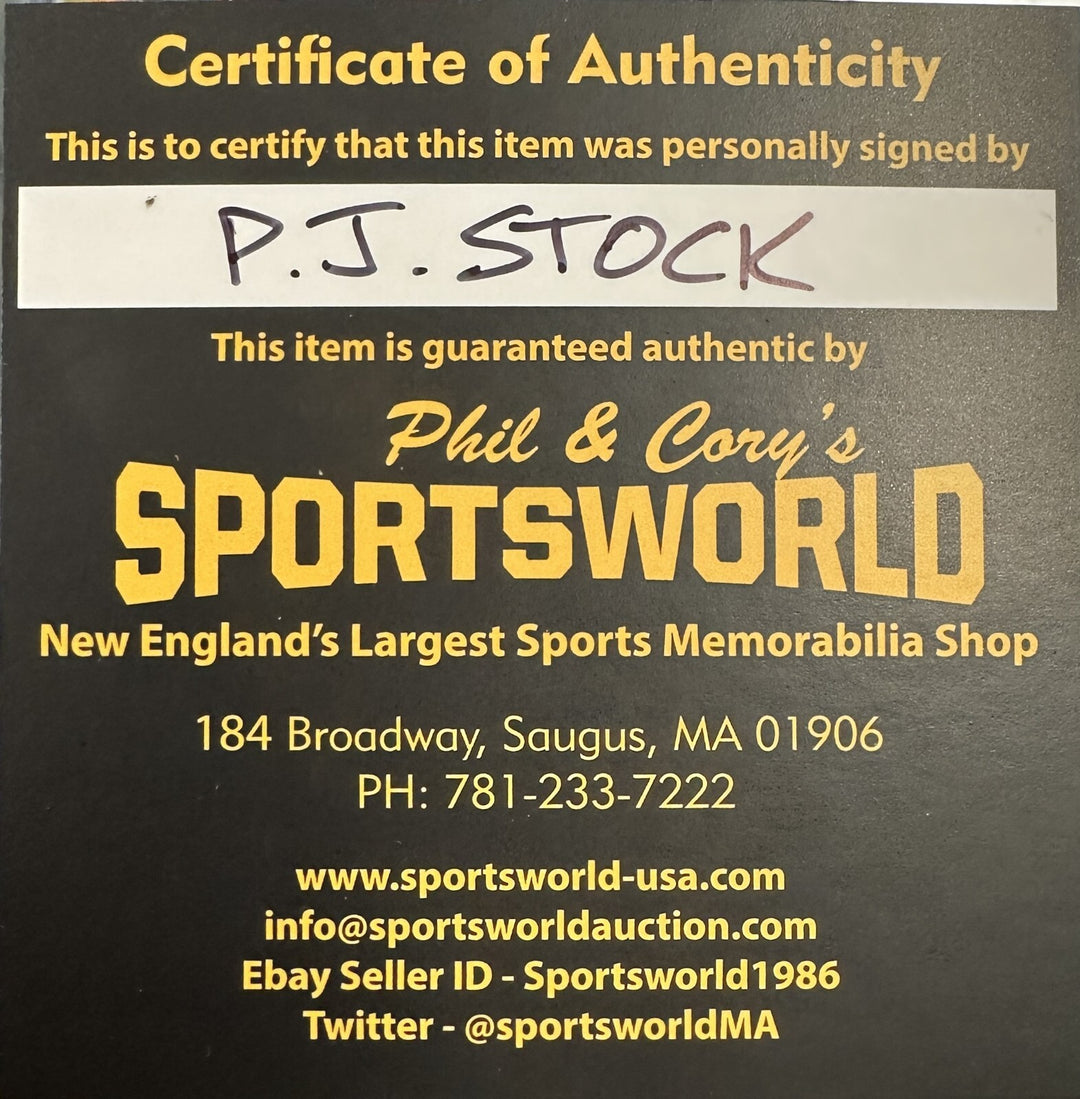 Certificate of Authenticity
This is to certify that this item was personally signed by
P.J. STOCK
This item is guaranteed authentic by
Phil & Cory's
SPORTSWORLD
New England's Largest Sports Memorabilia Shop
184 Broadway, Saugus, MA 01906
PH: 781-233-7222
www.sportsworld-usa.com
info@sportsworldauction.com
Ebay Seller ID - Sportsworld1986
Twitter - @sportsworldMA